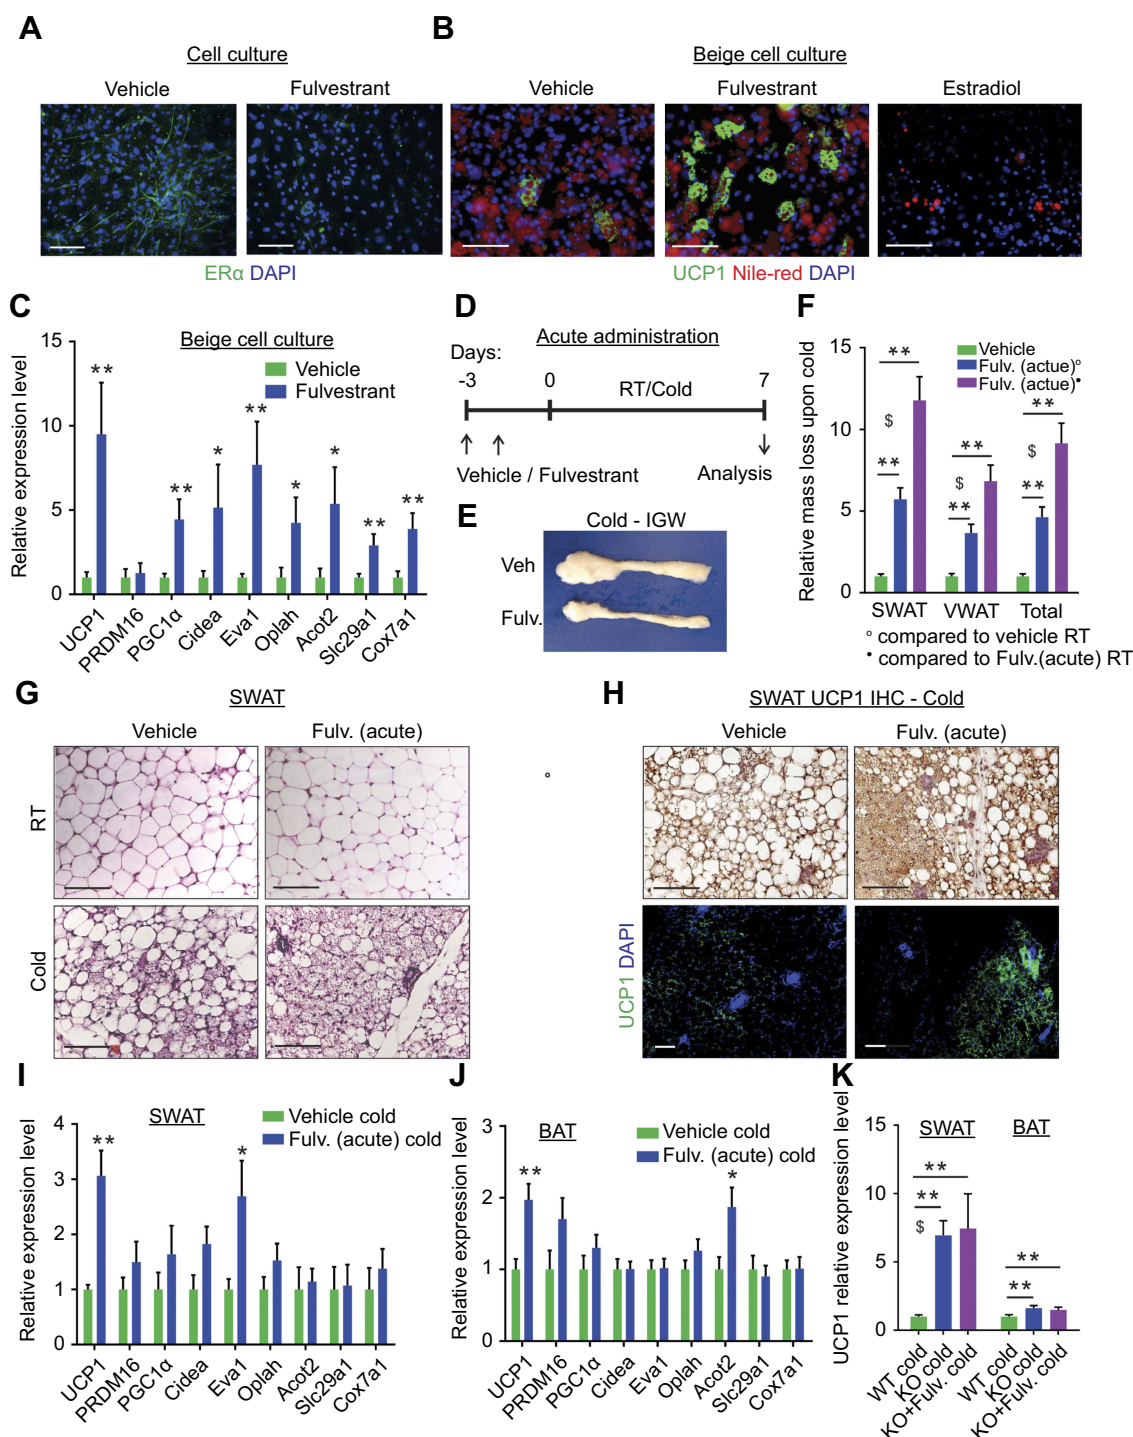 A
Cell culture
Vehicle
Fulvestrant
ERα DAPI
B
Beige cell culture
Vehicle
Fulvestrant
Estradiol
UCP1 Nile-red DAPI
C
Beige cell culture
Vehicle
Fulvestrant
Relative expression level
15
10
5
0
** ** * ** * * ** **
UCP1 PRDM16 PGC1α Cidea Eva1 Oplah Acot2 Slc29a1 Cox7a1
D
Acute administration
Days:
-3 0 7
RT/Cold
Vehicle / Fulvestrant
Analysis
E
Cold - IGW
Veh
Fulv.
F
Vehicle
Fulv. (actue)°
Fulv. (actue)•
Relative mass loss upon cold
15
10
5
0
** ** **
$ $ $
** ** **
SWAT VWAT Total
° compared to vehicle RT
• compared to Fulv.(acute) RT
G
SWAT
Vehicle
Fulv. (acute)
RT
Cold
H
SWAT UCP1 IHC - Cold
Vehicle
Fulv. (acute)
UCP1 DAPI
I
SWAT
Vehicle cold
Fulv. (acute) cold
Relative expression level
4
3
2
1
0
** *
UCP1 PRDM16 PGC1α Cidea Eva1 Oplah Acot2 Slc29a1 Cox7a1
J
BAT
Vehicle cold
Fulv. (acute) cold
Relative expression level
3
2
1
0
** *
UCP1 PRDM16 PGC1α Cidea Eva1 Oplah Acot2 Slc29a1 Cox7a1
K
SWAT
BAT
UCP1 relative expression level
15
10
5
0
**
**
$
**
**
WT cold KO cold KO+Fulv. cold WT cold KO cold KO+Fulv. cold